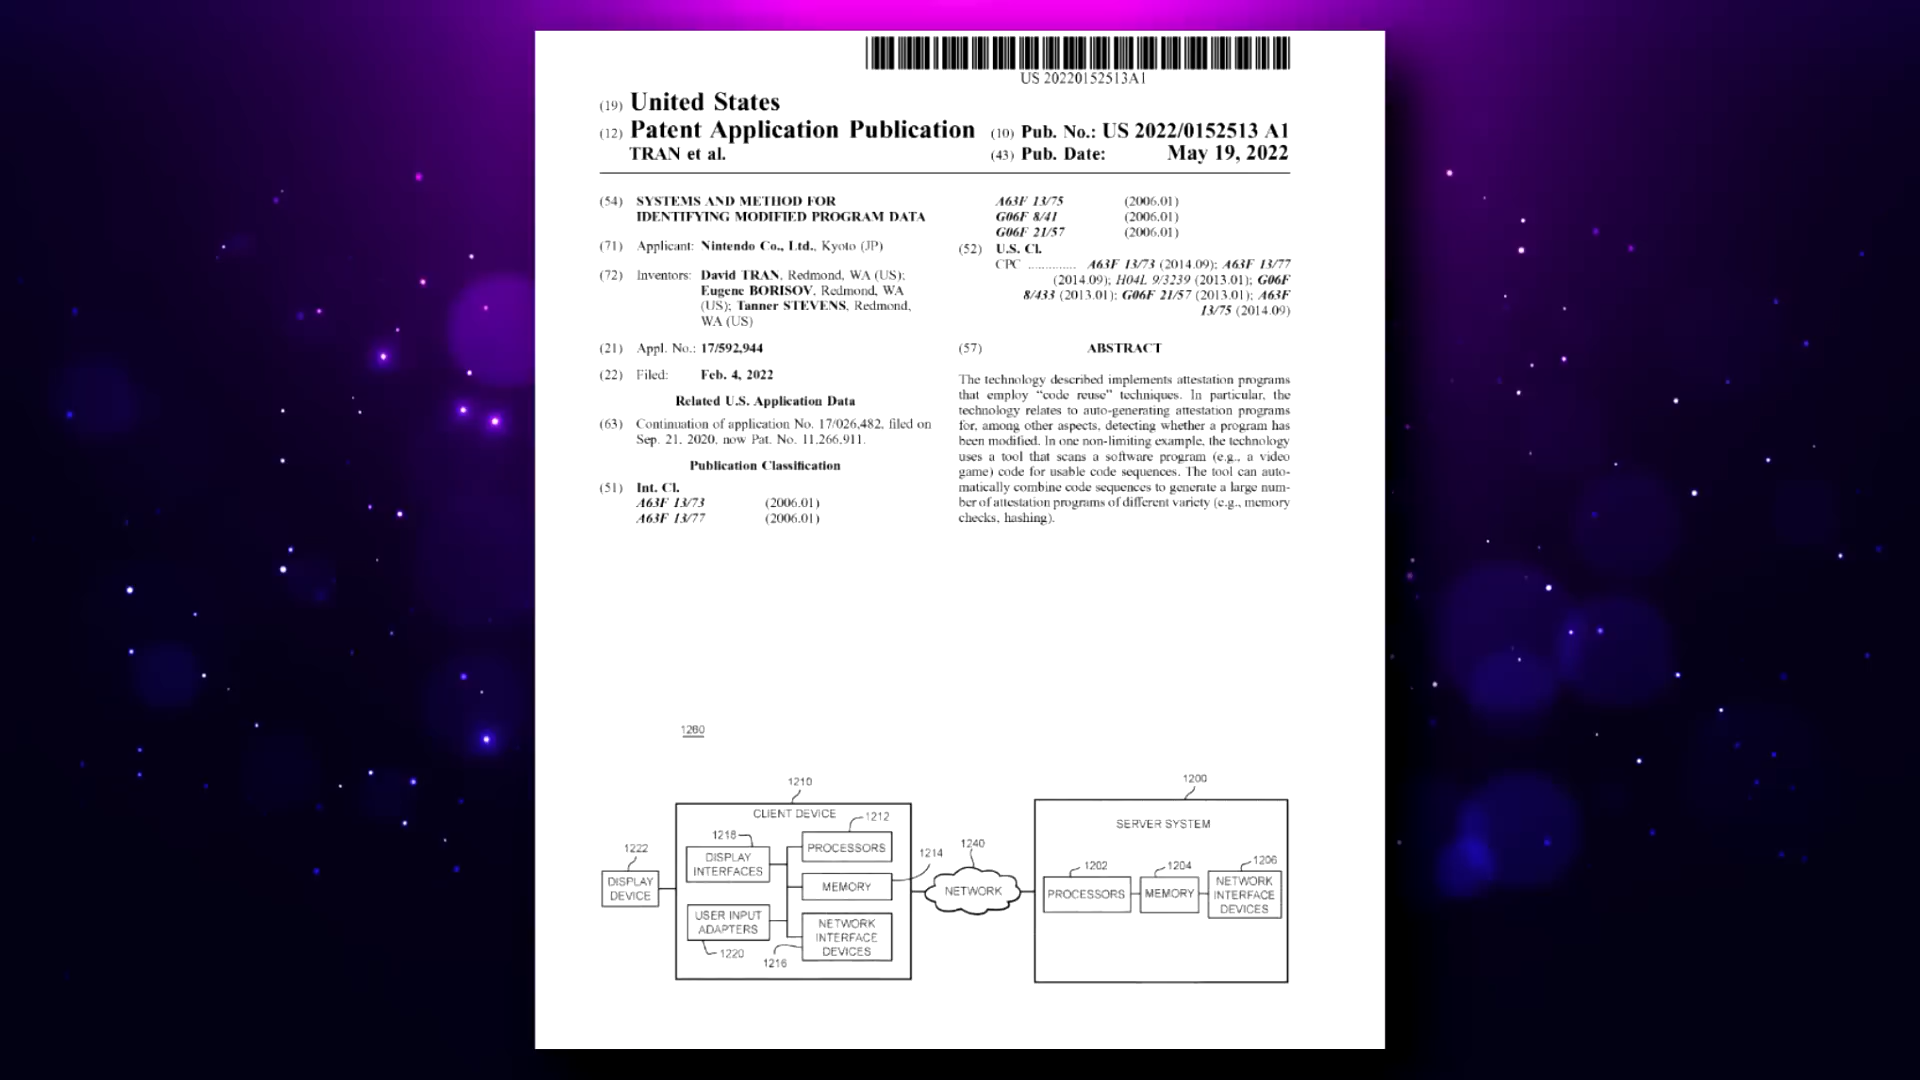 US 20220152513A1
(19) United States
(12) Patent Application Publication
TRAN et al.
(10) Pub. No.: US 2022/0152513 A1
(43) Pub. Date: May 19, 2022
(54) SYSTEMS AND METHOD FOR
IDENTIFYING MODIFIED PROGRAM DATA
(71) Applicant: Nintendo Co., Ltd., Kyoto (JP)
(72) Inventors: David TRAN, Redmond, WA (US);
Eugene BORISOV, Redmond, WA
(US); Tanner STEVENS, Redmond,
WA (US)
(21) Appl. No.: 17/592,944
(22) Filed: Feb. 4, 2022
Related U.S. Application Data
(63) Continuation of application No. 17/026,482, filed on
Sep. 21, 2020, now Pat. No. 11,266,911.
Publication Classification
(51) Int. Cl.
A63F 13/73 (2006.01)
A63F 13/77 (2006.01)
A63F 13/75 (2006.01)
G06F 8/41 (2006.01)
G06F 21/57 (2006.01)
(52) U.S. Cl.
CPC ............. A63F 13/73 (2014.09); A63F 13/77
(2014.09); H04L 9/3239 (2013.01); G06F
8/433 (2013.01); G06F 21/57 (2013.01); A63F
13/75 (2014.09)
(57) ABSTRACT
The technology described implements attestation programs
that employ “code reuse” techniques. In particular, the
technology relates to auto-generating attestation programs
for, among other aspects, detecting whether a program has
been modified. In one non-limiting example, the technology
uses a tool that scans a software program (e.g., a video
game) code for usable code sequences. The tool can auto-
matically combine code sequences to generate a large num-
ber of attestation programs of different variety (e.g., memory
checks, hashing).
1260
1222
DISPLAY
DEVICE
1210
CLIENT DEVICE
1218
DISPLAY
INTERFACES
1212
PROCESSORS
1214
MEMORY
USER INPUT
ADAPTERS
1220
NETWORK
INTERFACE
DEVICES
1216
1240
NETWORK
1200
SERVER SYSTEM
1202
PROCESSORS
1204
MEMORY
1206
NETWORK
INTERFACE
DEVICES